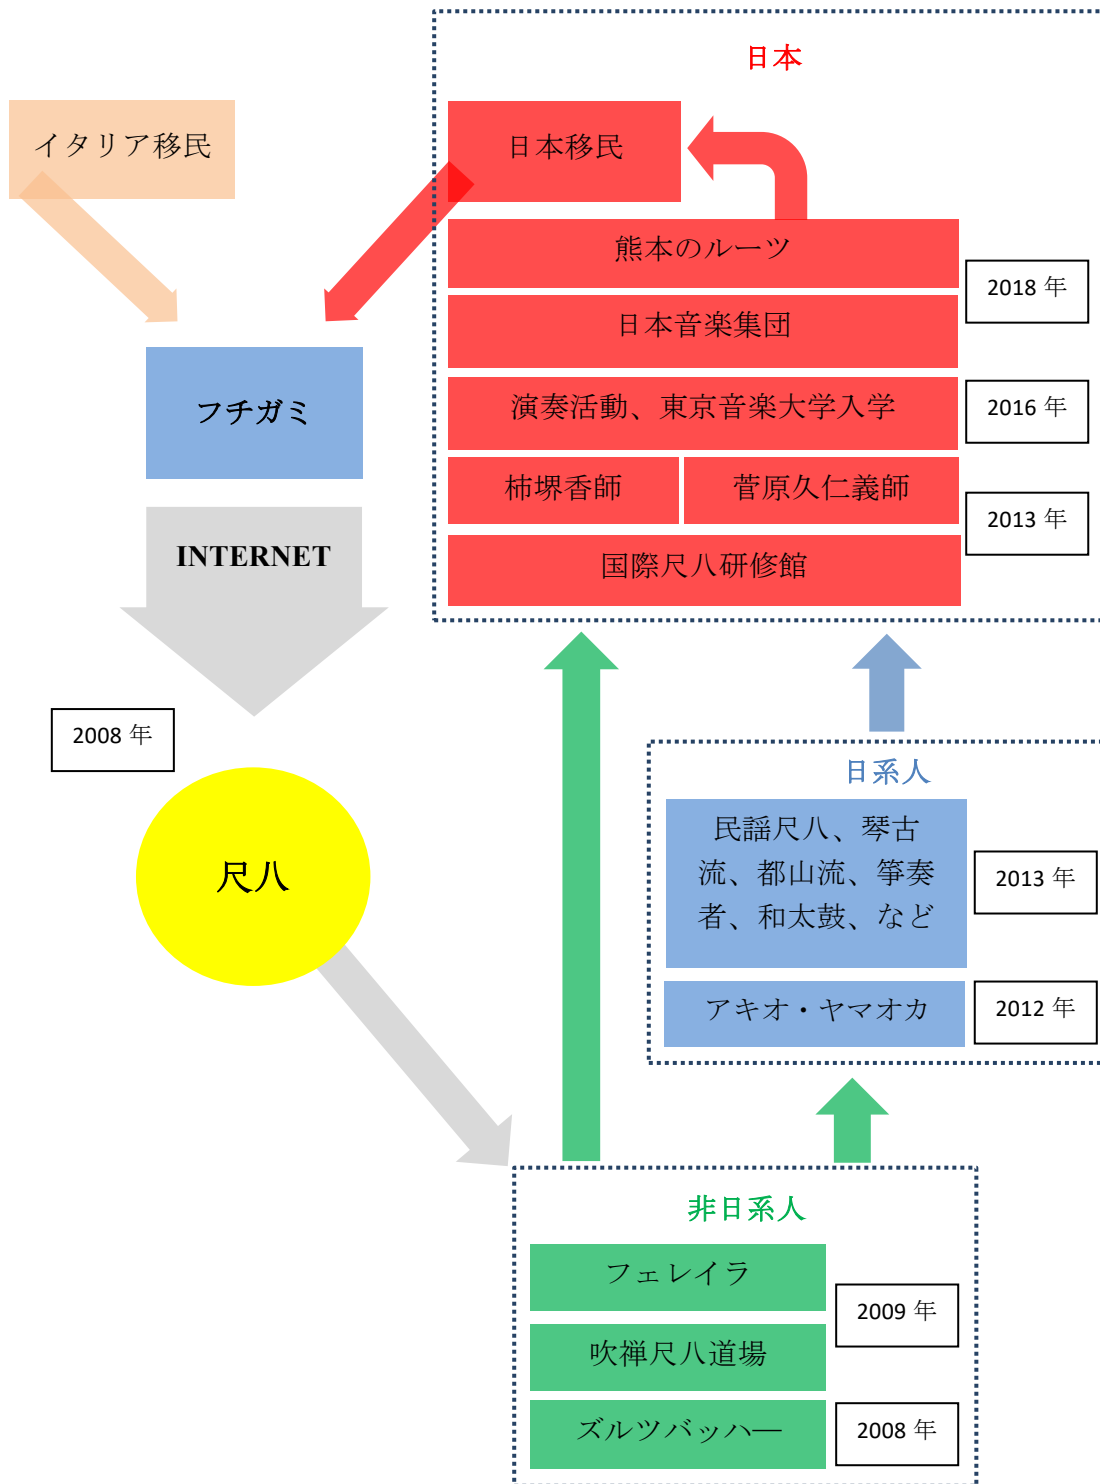 日本
イタリア移民
日本移民
熊本のルーツ
2018 年
日本音楽集団
フチガミ
演奏活動、東京音楽大学入学
2016 年
柿堺香師
菅原久仁義師
2013 年
INTERNET
国際尺八研修館
2008 年
尺八
日系人
民謡尺八、琴古
流、都山流、箏奏
者、和太鼓、など
2013 年
アキオ・ヤマオカ
2012 年
非日系人
フェレイラ
2009 年
吹禅尺八道場
ズルツバッハ―
2008 年